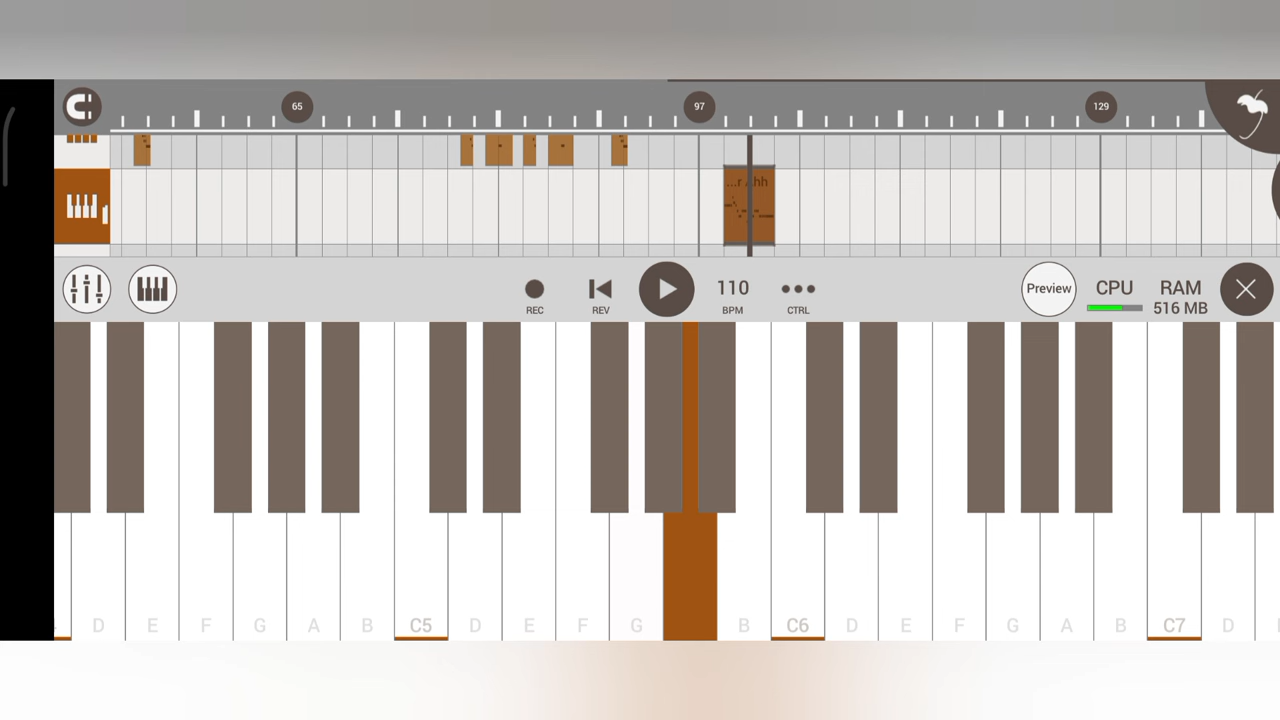 65
97
129
...r Ahh
Preview
110
CPU
RAM
516 MB
REC
REV
BPM
CTRL
D E F G A B C5 D E F G B C6 D E F G A B C7 D